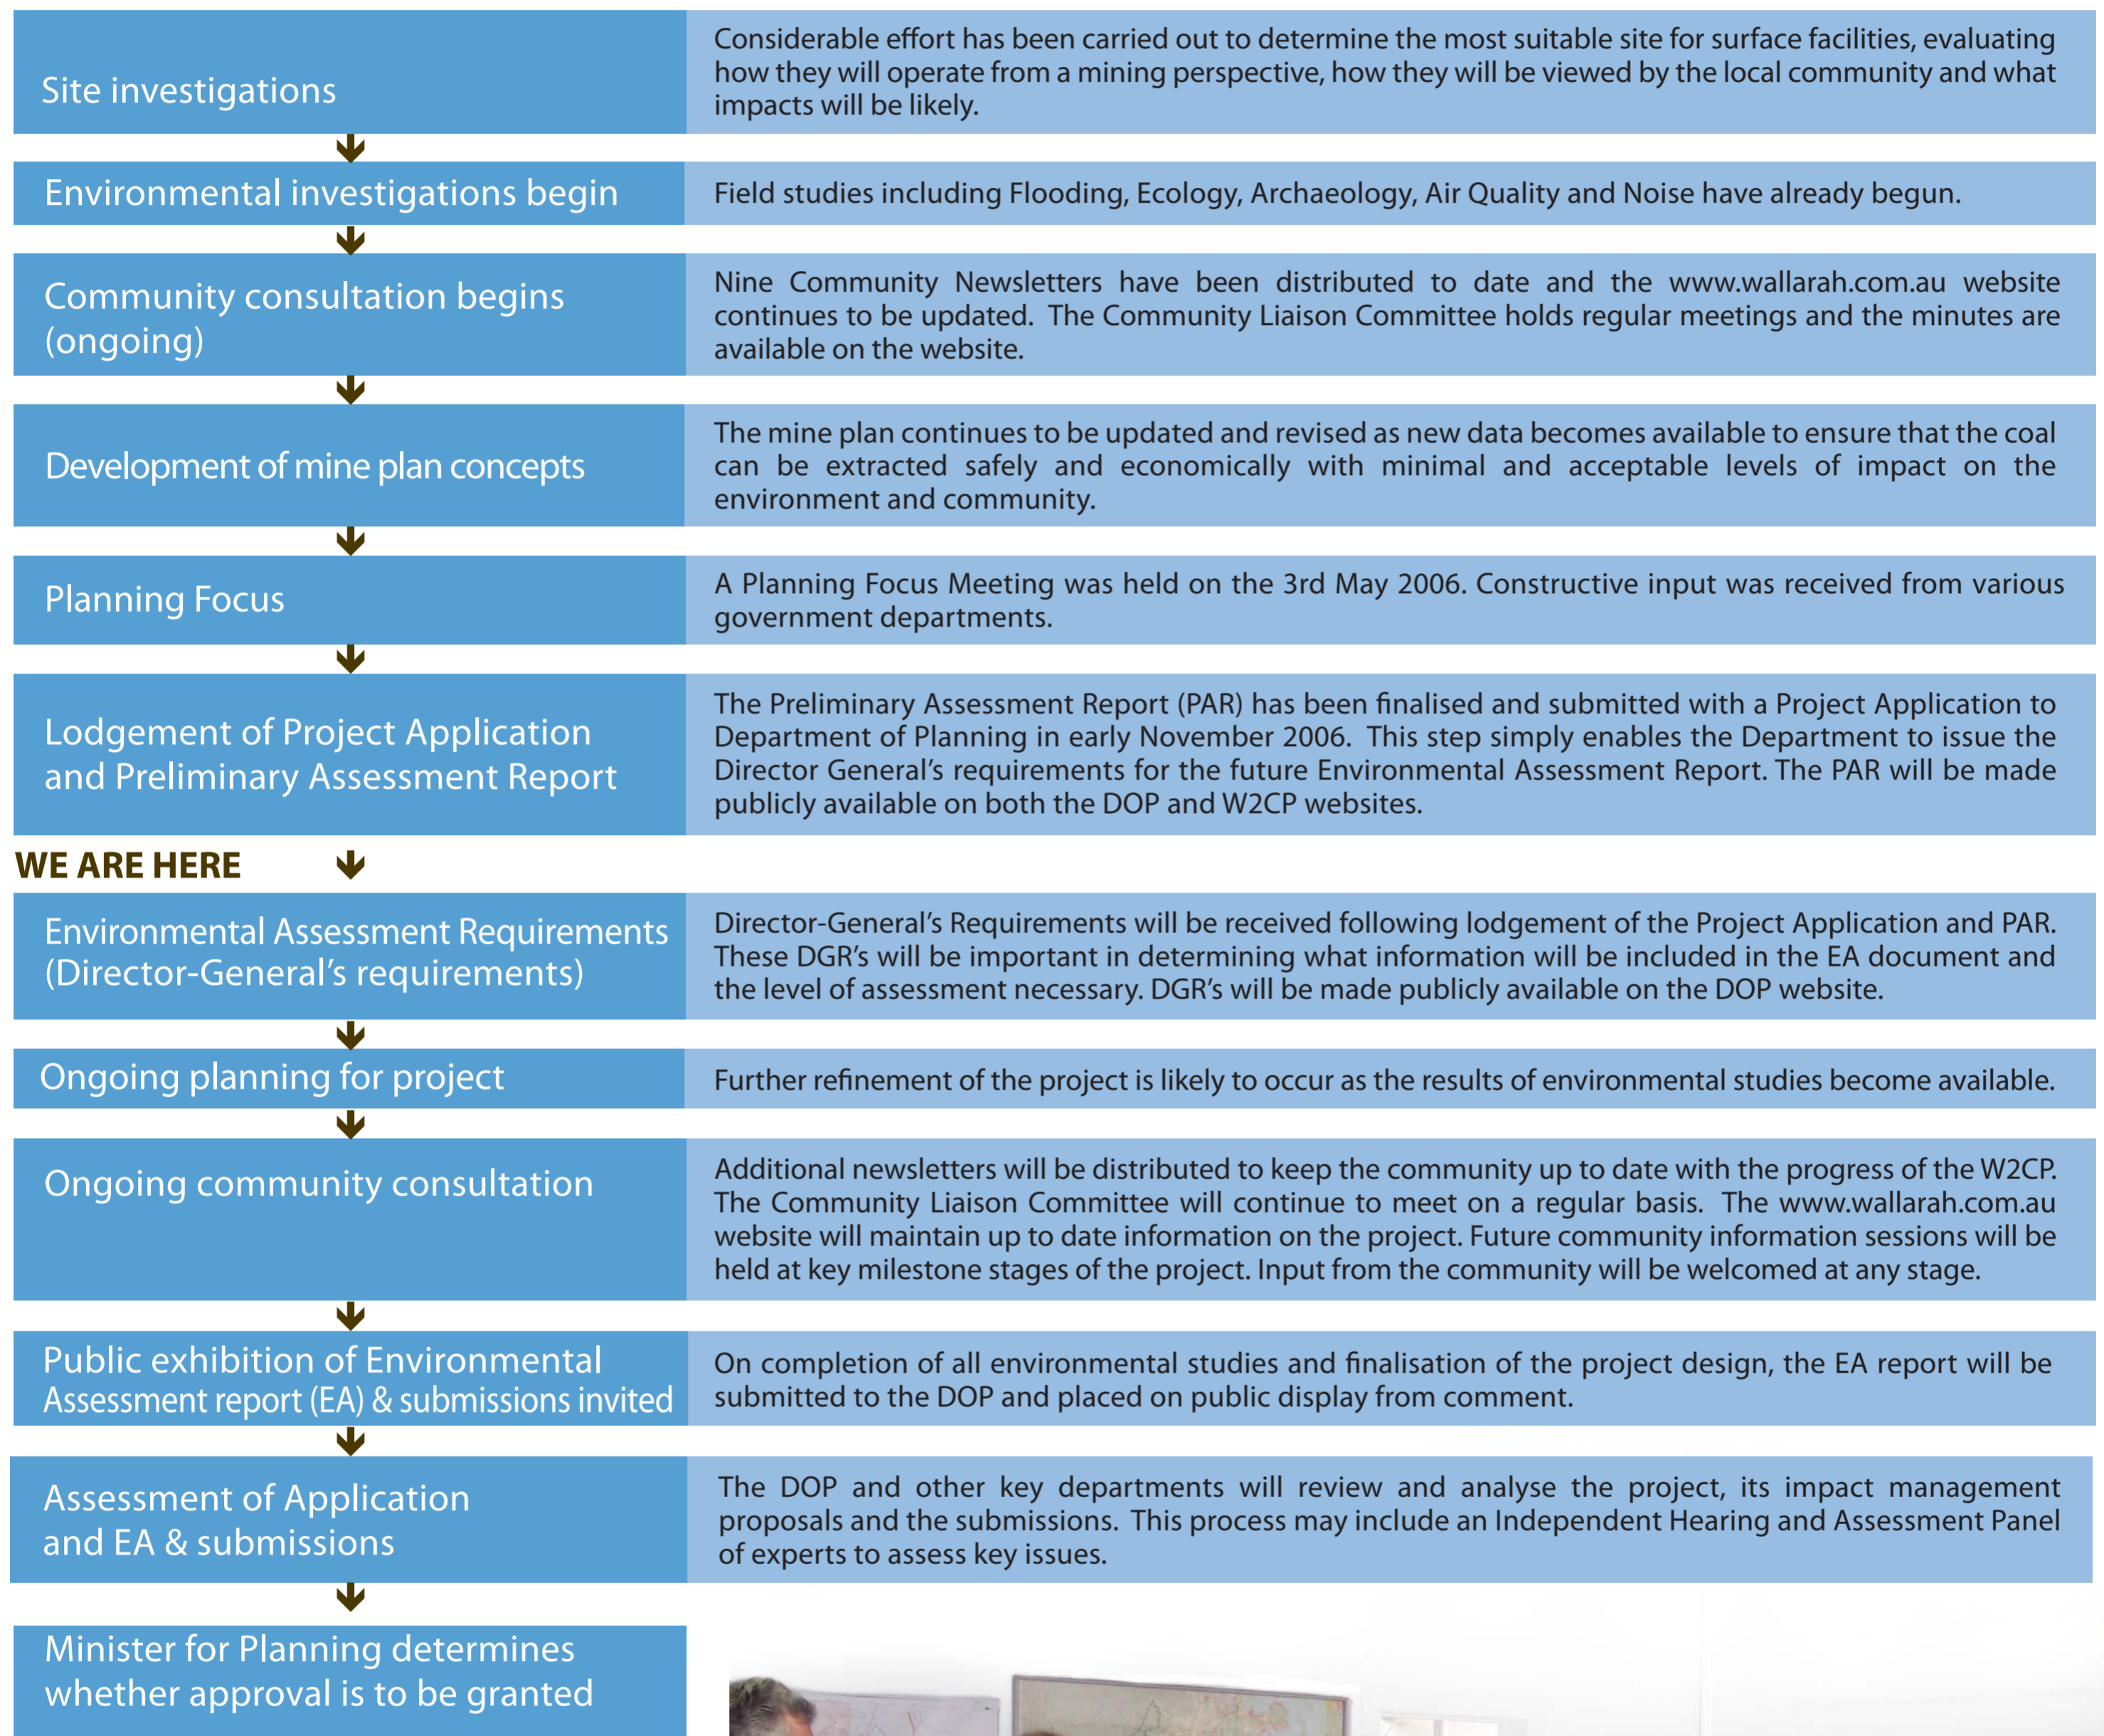 Site investigations
Considerable effort has been carried out to determine the most suitable site for surface facilities, evaluating
how they will operate from a mining perspective, how they will be viewed by the local community and what
impacts will be likely.
Environmental investigations begin
Field studies including Flooding, Ecology, Archaeology, Air Quality and Noise have already begun.
Community consultation begins
(ongoing)
Nine Community Newsletters have been distributed to date and the www.wallarah.com.au website
continues to be updated. The Community Liaison Committee holds regular meetings and the minutes are
available on the website.
Development of mine plan concepts
The mine plan continues to be updated and revised as new data becomes available to ensure that the coal
can be extracted safely and economically with minimal and acceptable levels of impact on the
environment and community.
Planning Focus
A Planning Focus Meeting was held on the 3rd May 2006. Constructive input was received from various
government departments.
Lodgement of Project Application
and Preliminary Assessment Report
The Preliminary Assessment Report (PAR) has been finalised and submitted with a Project Application to
Department of Planning in early November 2006. This step simply enables the Department to issue the
Director General's requirements for the future Environmental Assessment Report. The PAR will be made
publicly available on both the DOP and W2CP websites.
WE ARE HERE
Environmental Assessment Requirements
(Director-General's requirements)
Director-General's Requirements will be received following lodgement of the Project Application and PAR.
These DGR's will be important in determining what information will be included in the EA document and
the level of assessment necessary. DGR's will be made publicly available on the DOP website.
Ongoing planning for project
Further refinement of the project is likely to occur as the results of environmental studies become available.
Ongoing community consultation
Additional newsletters will be distributed to keep the community up to date with the progress of the W2CP.
The Community Liaison Committee will continue to meet on a regular basis. The www.wallarah.com.au
website will maintain up to date information on the project. Future community information sessions will be
held at key milestone stages of the project. Input from the community will be welcomed at any stage.
Public exhibition of Environmental
Assessment report (EA) & submissions invited
On completion of all environmental studies and finalisation of the project design, the EA report will be
submitted to the DOP and placed on public display from comment.
Assessment of Application
and EA & submissions
The DOP and other key departments will review and analyse the project, its impact management
proposals and the submissions. This process may include an Independent Hearing and Assessment Panel
of experts to assess key issues.
Minister for Planning determines
whether approval is to be granted